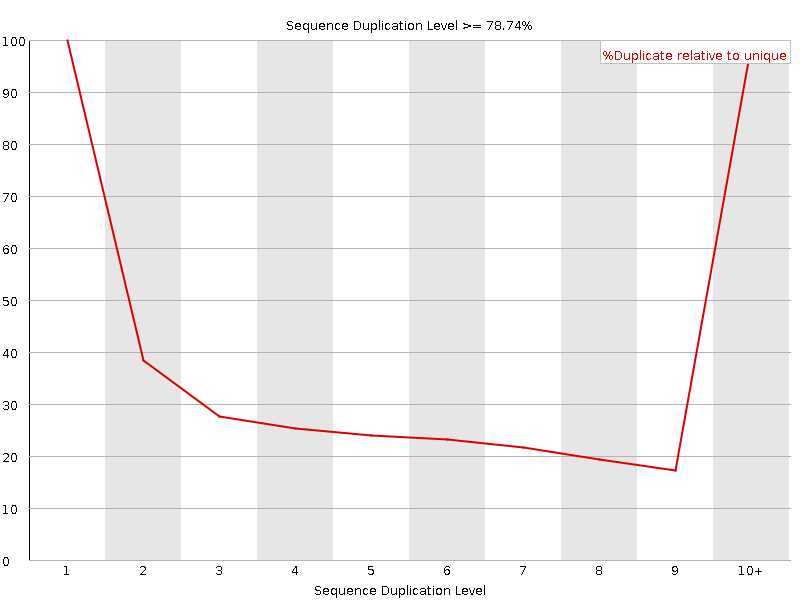 Sequence Duplication Level >= 78.74%
%Duplicate relative to unique
100
90
80
70
60
50
40
30
20
10
0
1 2 3 4 5 6 7 8 9 10+
Sequence Duplication Level